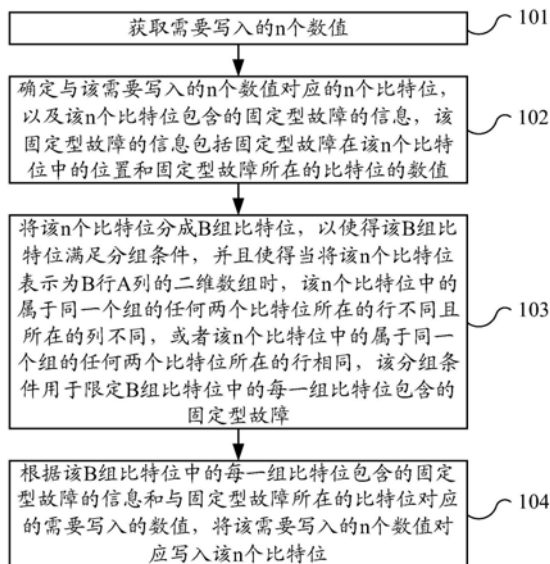 获取需要写入的n个数值
101
确定与该需要写入的n个数值对应的n个比特位,
以及该n个比特位包含的固定型故障的信息，该
固定型故障的信息包括固定型故障在该n个比特
位中的位置和固定型故障所在的比特位的数值
102
将该n个比特位分成B组比特位，以使得该B组比
特位满足分组条件，并且使得当将该n个比特位
表示为B行A列的二维数组时，该n个比特位中的
属于同一个组的任何两个比特位所在的行不同且
所在的列不同，或者该n个比特位中的属于同一
个组的任何两个比特位所在的行相同，该分组条
件用于限定B组比特位中的每一组比特位包含的
固定型故障
103
根据该B组比特位中的每一组比特位包含的固定
型故障的信息和与固定型故障所在的比特位对应
的需要写入的数值，将该需要写入的n个数值对
应写入该n个比特位
104